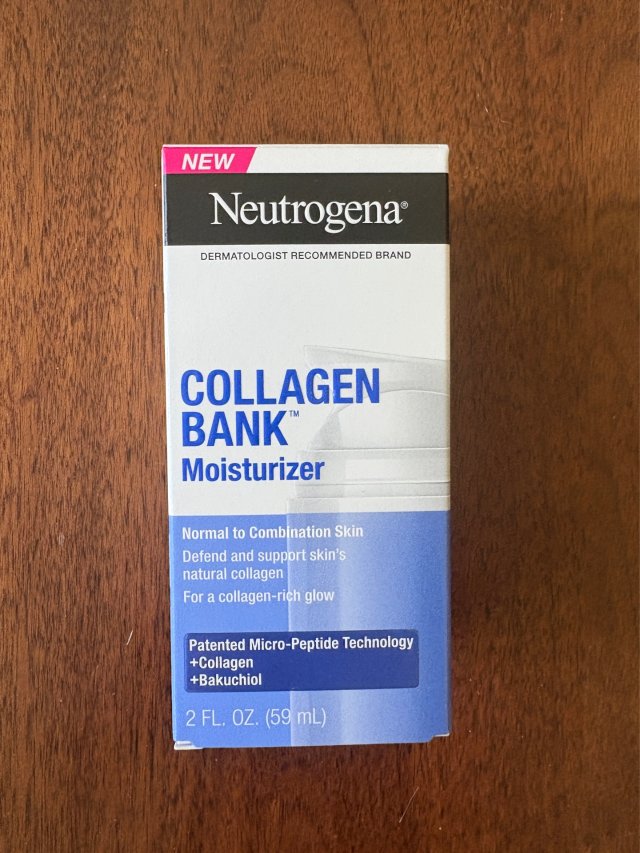 NEW
Neutrogena®
DERMATOLOGIST RECOMMENDED BRAND
COLLAGEN
BANK™
Moisturizer
Normal to Combination Skin
Defend and support skin's
natural collagen
For a collagen-rich glow
Patented Micro-Peptide Technology
+Collagen
+Bakuchiol
2 FL. OZ. (59 mL)